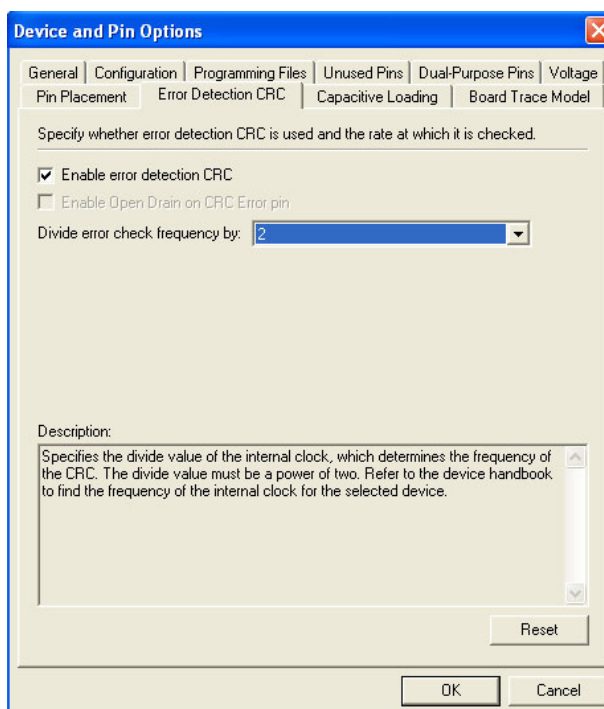 Device and Pin Options
General Configuration Programming Files Unused Pins Dual-Purpose Pins Voltage
Pin Placement Error Detection CRC Capacitive Loading Board Trace Model
Specify whether error detection CRC is used and the rate at which it is checked.
Enable error detection CRC
Enable Open Drain on CRC Error pin
Divide error check frequency by: 2
Description:
Specifies the divide value of the internal clock, which determines the frequency of
the CRC. The divide value must be a power of two. Refer to the device handbook
to find the frequency of the internal clock for the selected device.
Reset
OK Cancel